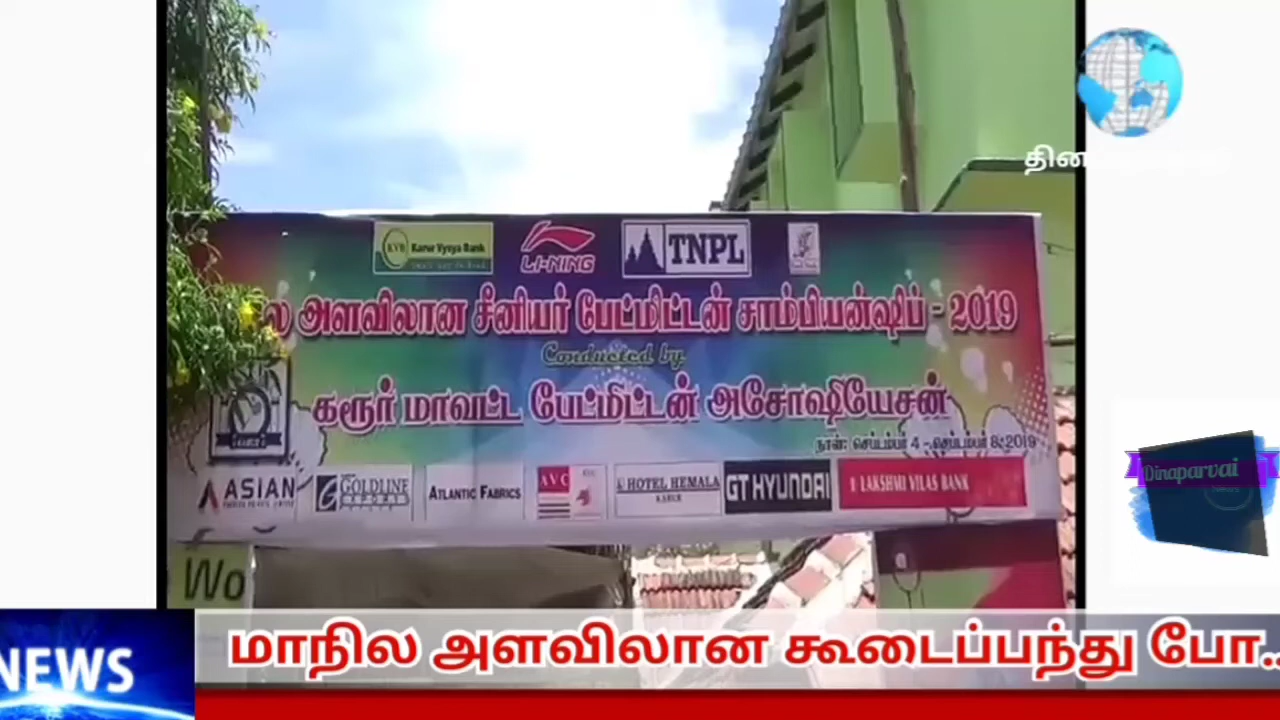 KVB Karur Vysya Bank
LI-NING
TNPL
ல அளவிலான சீனியர் பேட்மிட்டன் சாம்பியன்ஷிப் - 2019
Conducted by
கரூர் மாவட்ட பேட்மிட்டன் அசோஷியேசன்
நாள்: செப்டம்பர் 4 - செப்டம்பர் 8, 2019
ASIAN
GOLDLINE
ATLANTIC FABRICS
AVC
HOTEL HEMALA
KARUR
GT HYUNDAI
LAKSHMI VILAS BANK
Wo
Dinaparvai
NEWS
மாநில அளவிலான கூடைப்பந்து போ..